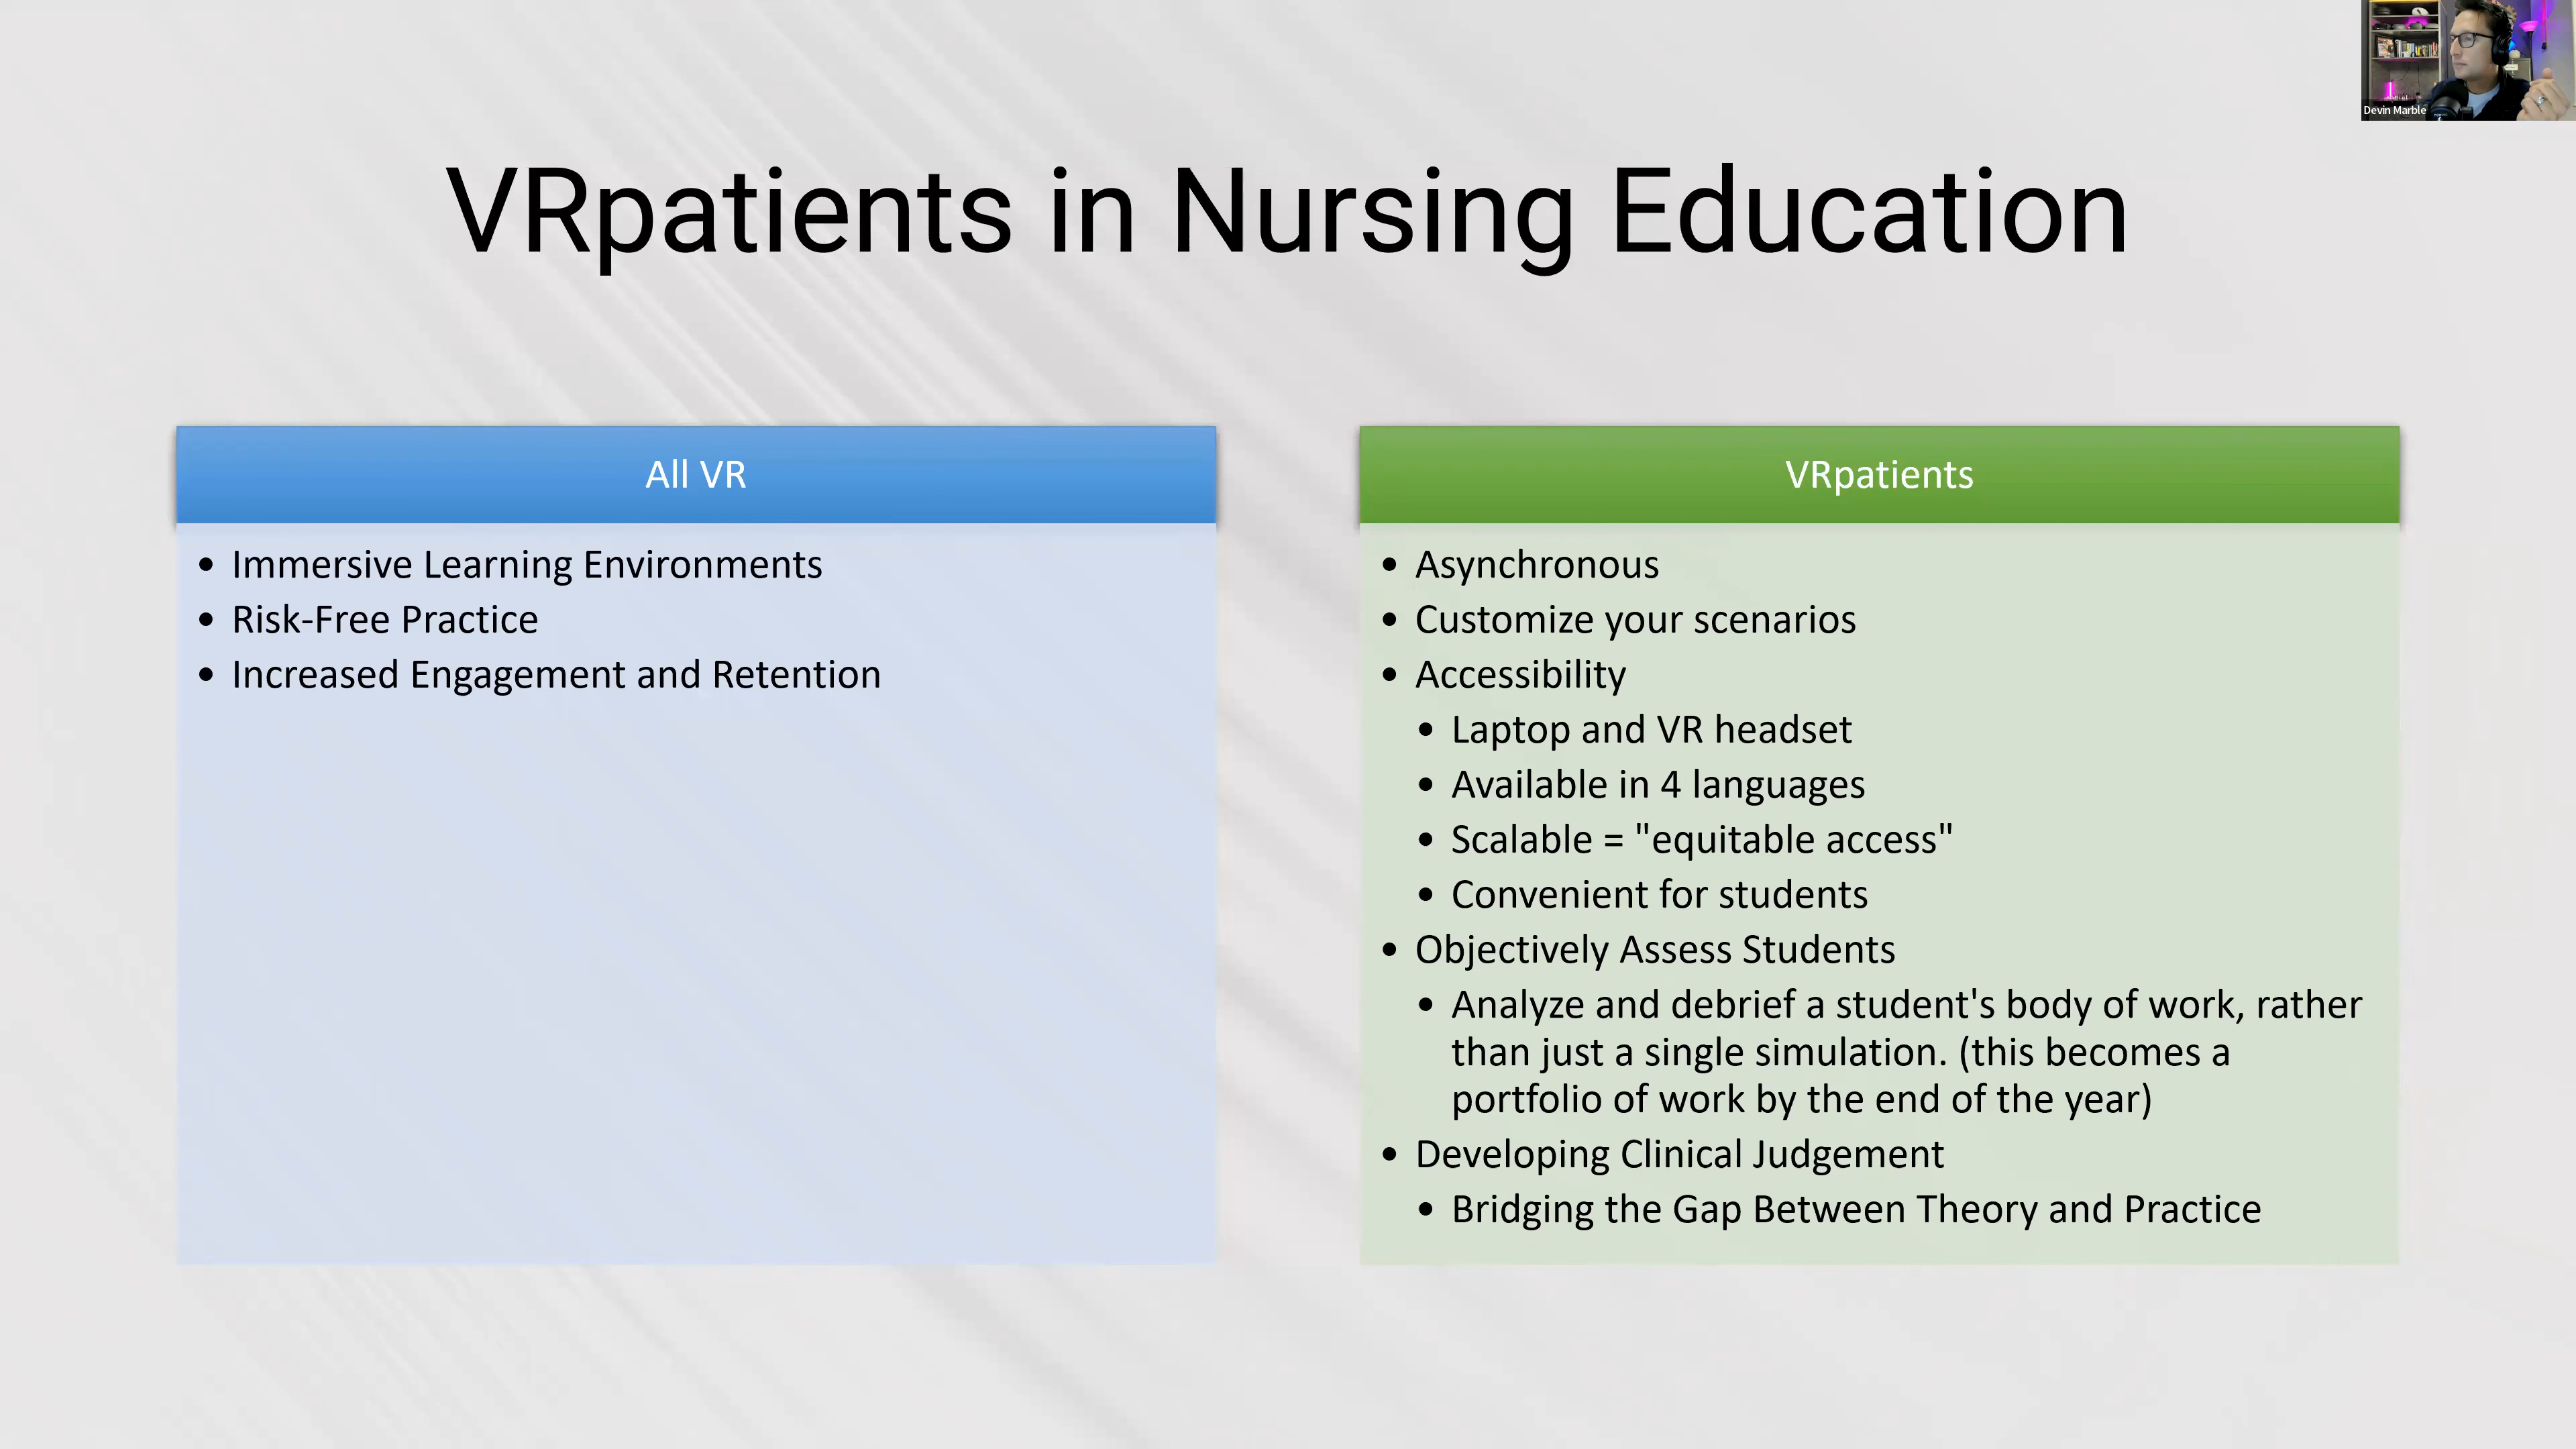 Devin Marble
VRpatients in Nursing Education
All VR
• Immersive Learning Environments
• Risk-Free Practice
• Increased Engagement and Retention
VRpatients
• Asynchronous
• Customize your scenarios
• Accessibility
• Laptop and VR headset
• Available in 4 languages
• Scalable = "equitable access"
• Convenient for students
• Objectively Assess Students
• Analyze and debrief a student's body of work, rather
than just a single simulation. (this becomes a
portfolio of work by the end of the year)
• Developing Clinical Judgement
• Bridging the Gap Between Theory and Practice